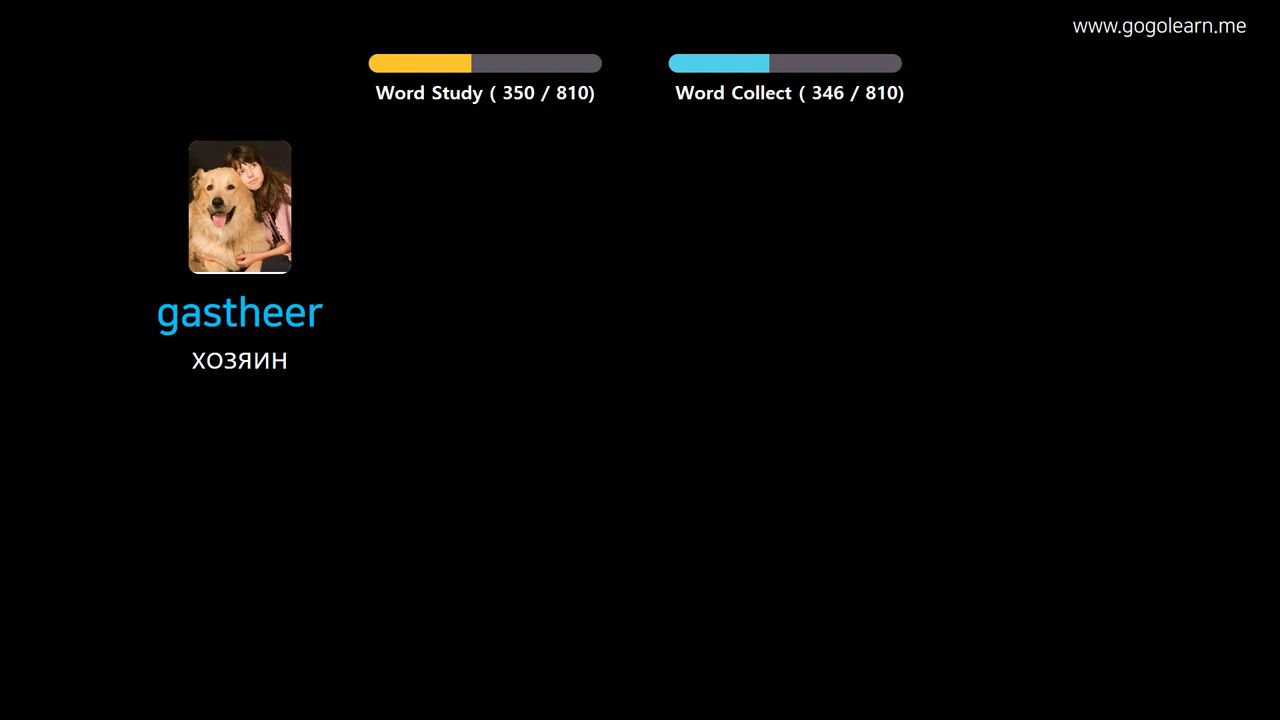 www.gogolearn.me
Word Study ( 350 / 810)
Word Collect ( 346 / 810)
gastheer
хозяин